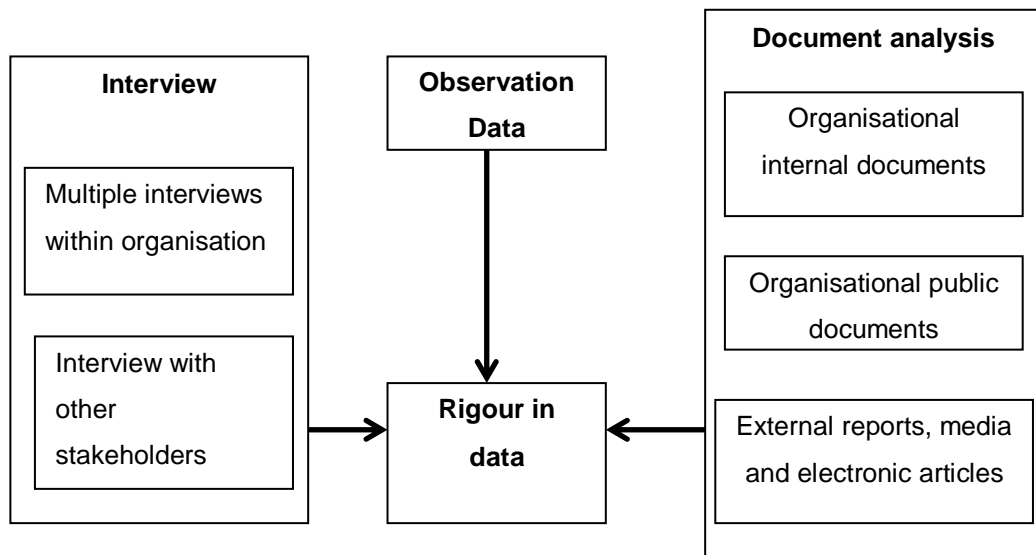 Interview
Multiple interviews
within organisation
Interview with
other
stakeholders
Observation
Data
Rigour in
data
Document analysis
Organisational
internal documents
Organisational public
documents
External reports, media
and electronic articles